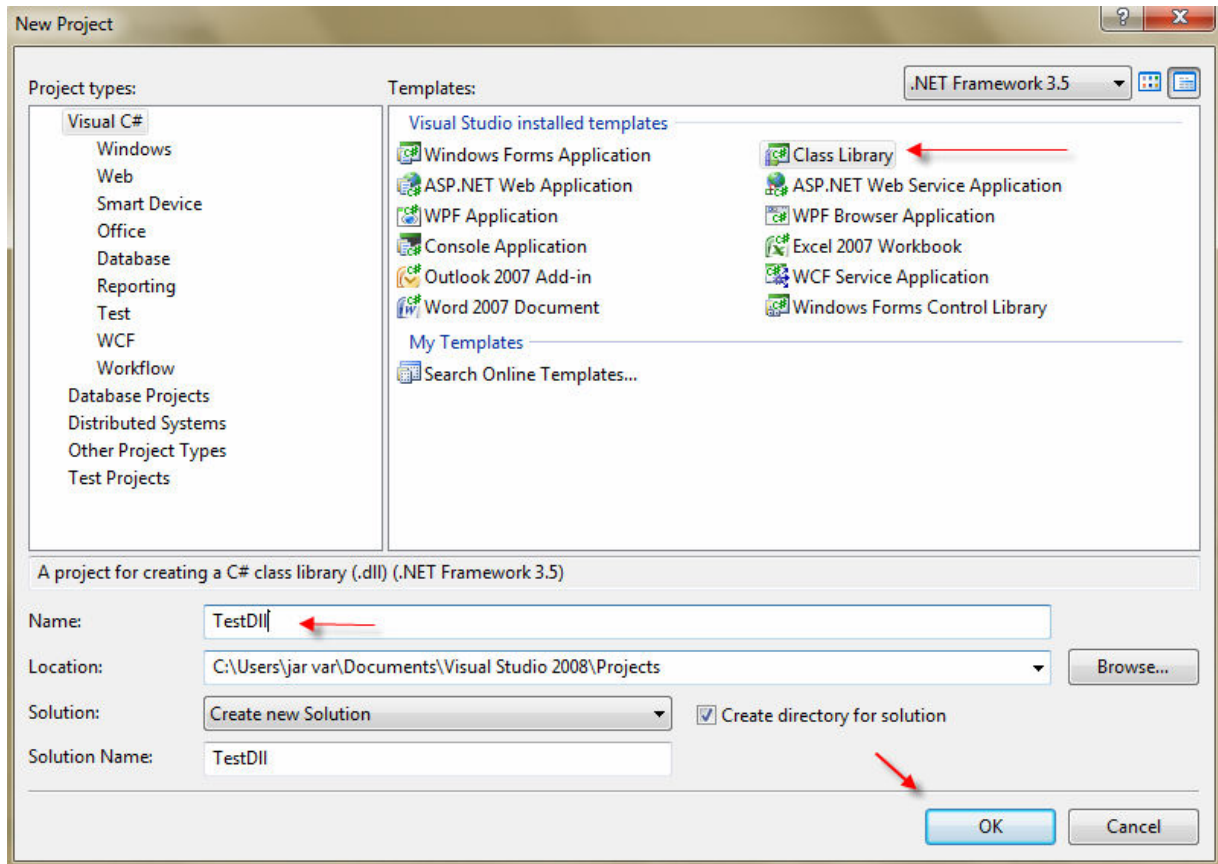 New Project
Project types:
Templates:
.NET Framework 3.5
Visual C#
Windows
Web
Smart Device
Office
Database
Reporting
Test
WCF
Workflow
Database Projects
Distributed Systems
Other Project Types
Test Projects
Visual Studio installed templates
Windows Forms Application
Class Library
ASP.NET Web Application
ASP.NET Web Service Application
WPF Application
WPF Browser Application
Console Application
Excel 2007 Workbook
Outlook 2007 Add-in
WCF Service Application
Word 2007 Document
Windows Forms Control Library
My Templates
Search Online Templates...
A project for creating a C# class library (.dll) (.NET Framework 3.5)
Name:
TestDll
Location:
C:\Users\jar var\Documents\Visual Studio 2008\Projects
Browse...
Solution:
Create new Solution
Create directory for solution
Solution Name:
TestDll
OK
Cancel